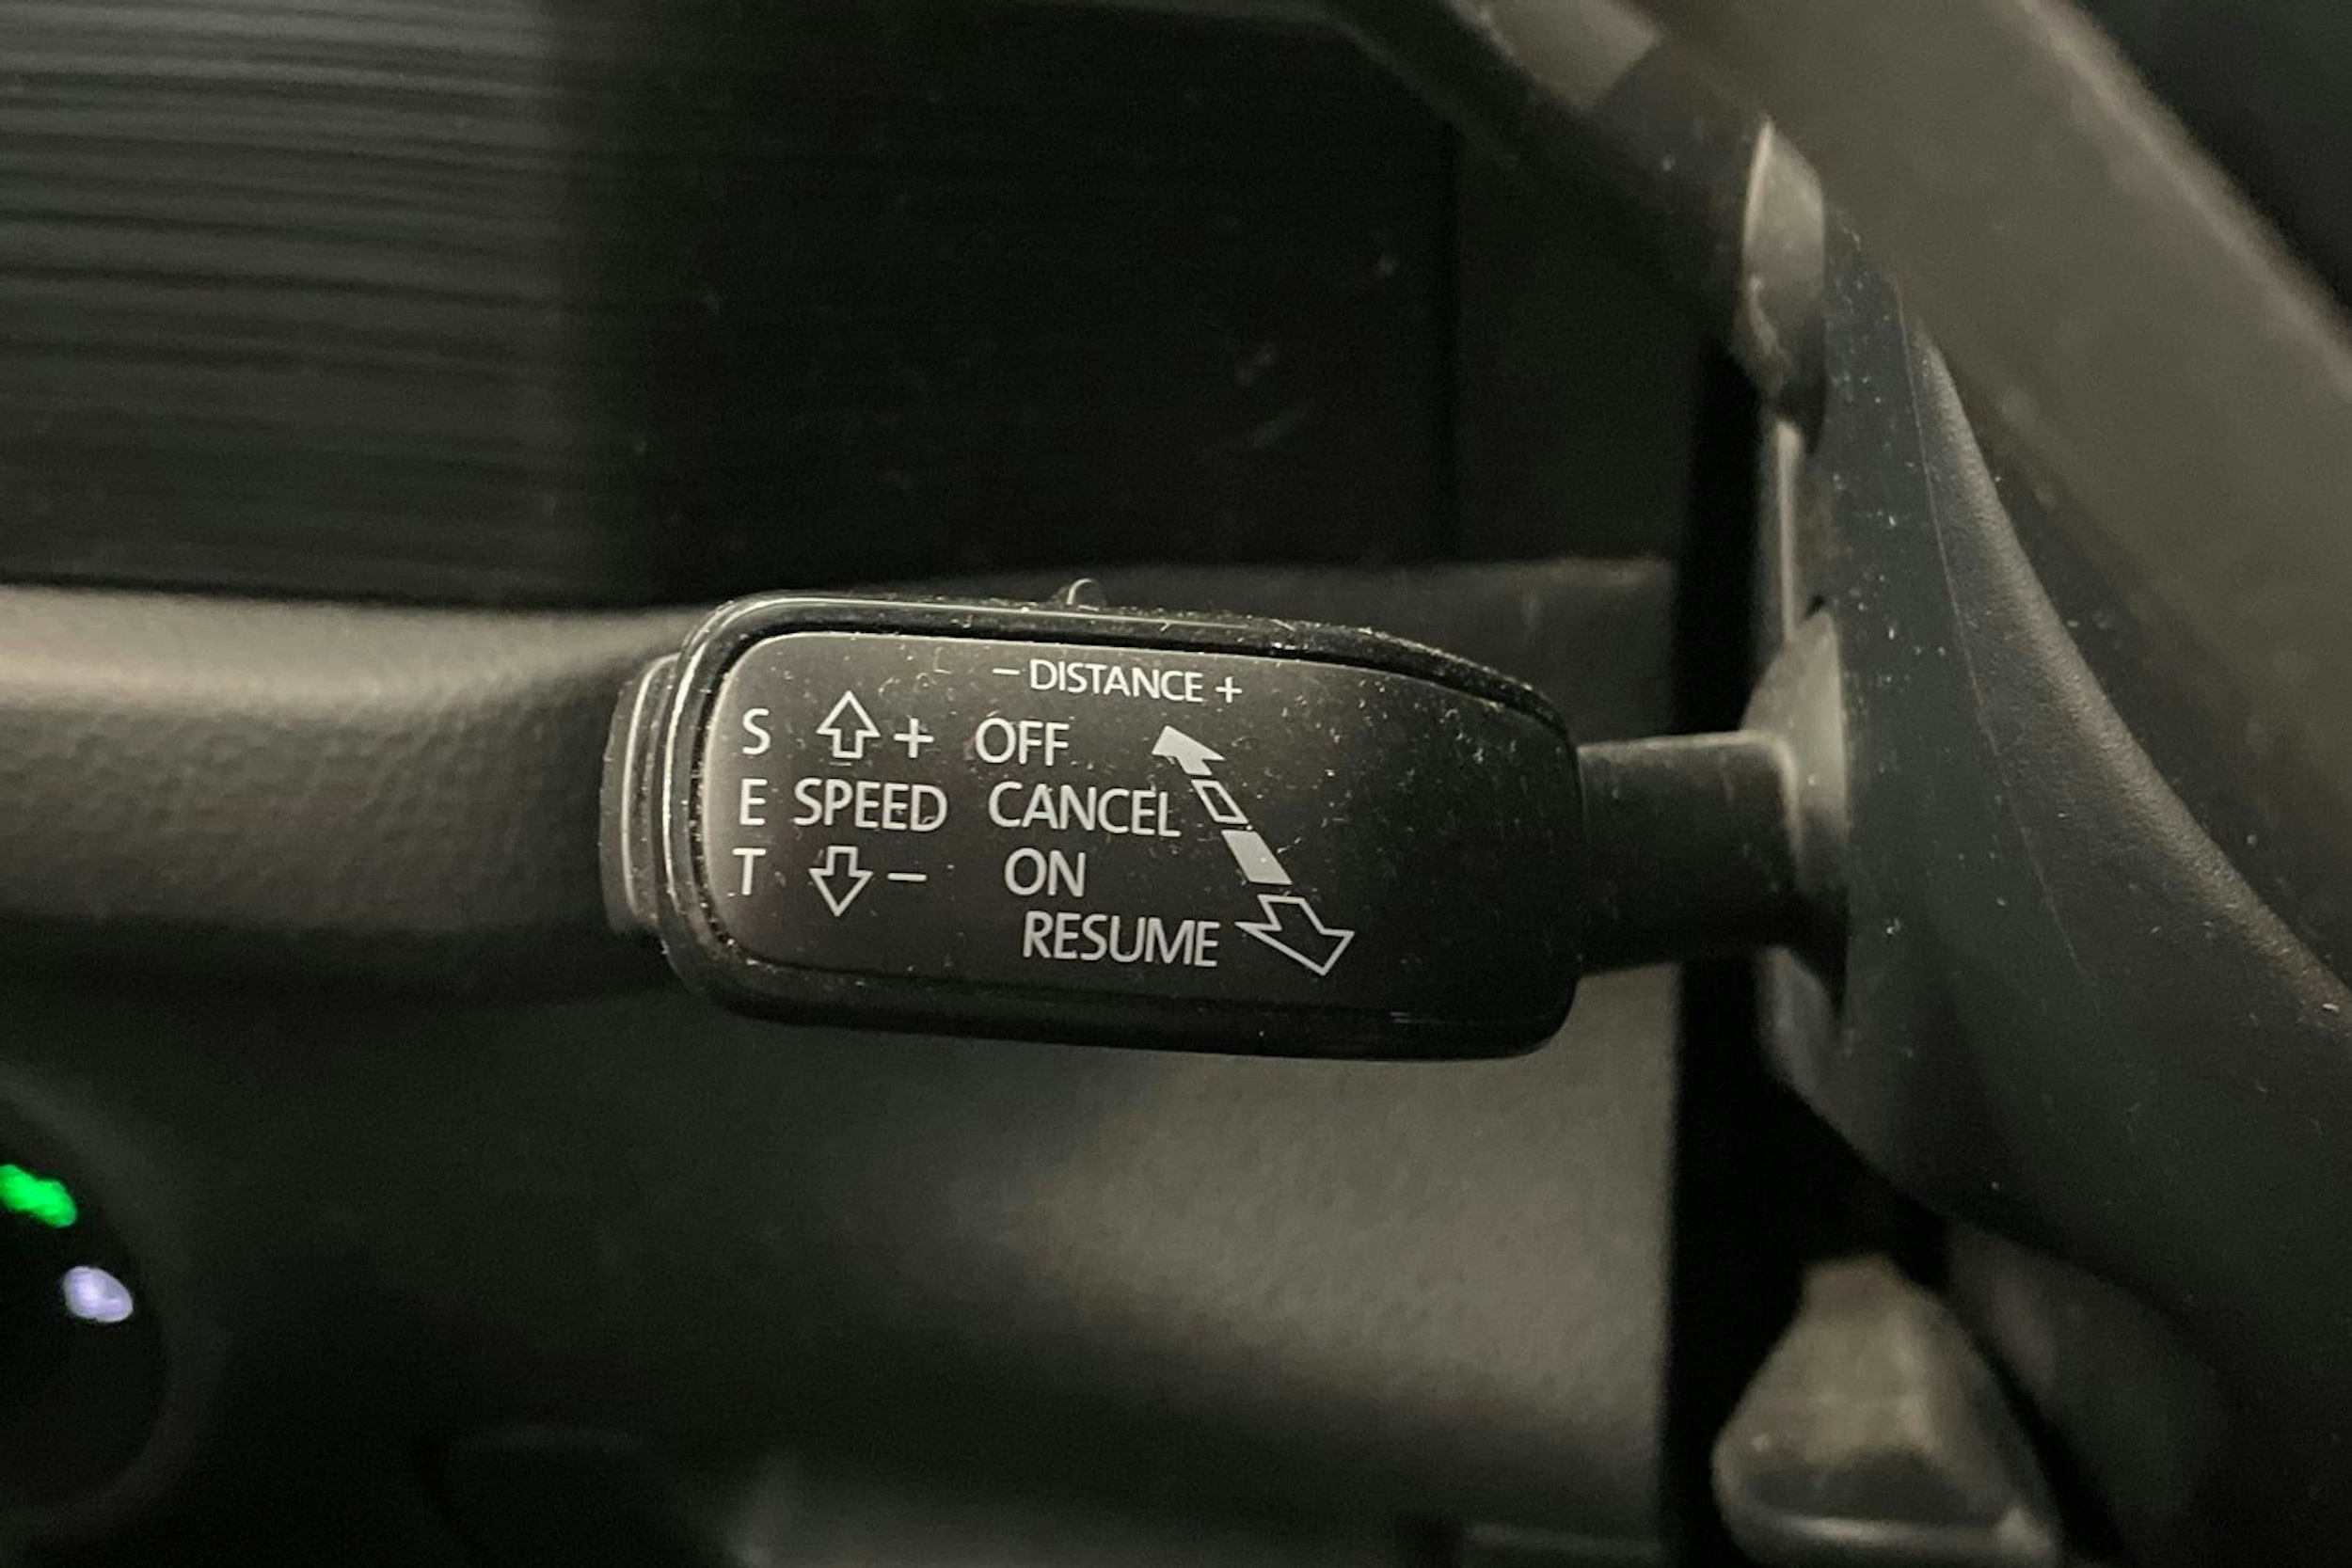 – DISTANCE +
S + OFF
E SPEED CANCEL
T – ON
RESUME